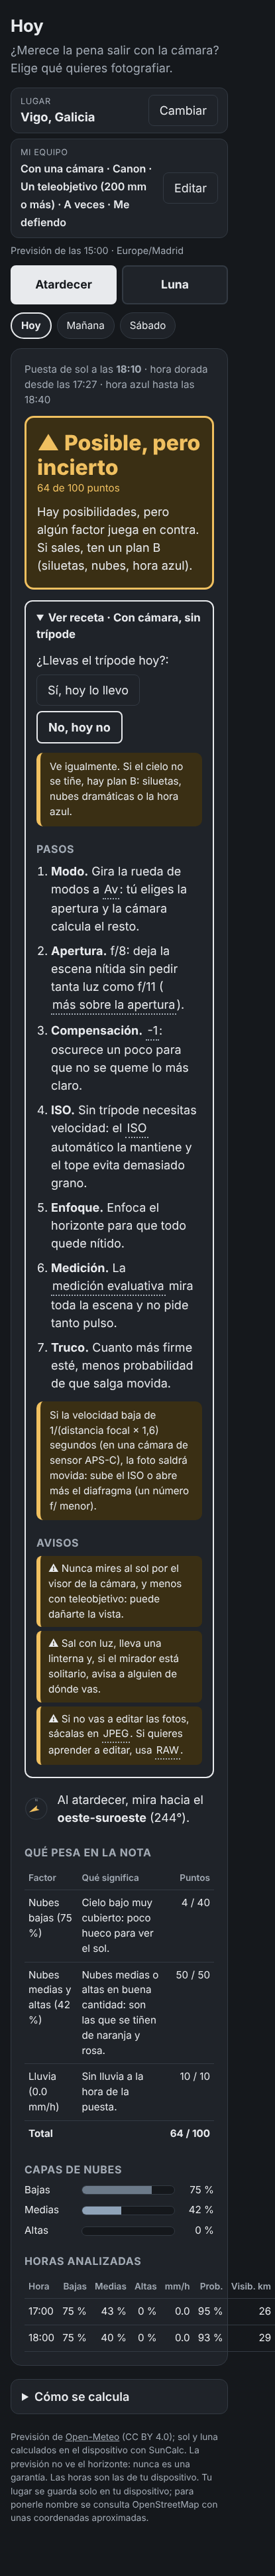 Hoy
¿Merece la pena salir con la cámara?
Elige qué quieres fotografiar.
LUGAR
Vigo, Galicia
Cambiar
MI EQUIPO
Con una cámara · Canon ·
Un teleobjetivo (200 mm
o más) · A veces · Me
defiendo
Editar
Previsión de las 15:00 · Europe/Madrid
Atardecer
Luna
Hoy
Mañana
Sábado
Puesta de sol a las 18:10 · hora dorada
desde las 17:27 · hora azul hasta las
18:40
▲ Posible, pero
incierto
64 de 100 puntos
Hay posibilidades, pero
algún factor juega en contra.
Si sales, ten un plan B
(siluetas, nubes, hora azul).
▼ Ver receta · Con cámara, sin
trípode
¿Llevas el trípode hoy?:
Sí, hoy lo llevo
No, hoy no
Ve igualmente. Si el cielo no
se tiñe, hay plan B: siluetas,
nubes dramáticas o la hora
azul.
PASOS
1. Modo. Gira la rueda de
modos a Av: tú eliges la
apertura y la cámara
calcula el resto.
2. Apertura. f/8: deja la
escena nítida sin pedir
tanta luz como f/11 (
más sobre la apertura).
3. Compensación. -1:
oscurece un poco para
que no se queme lo más
claro.
4. ISO. Sin trípode necesitas
velocidad: el ISO
automático la mantiene y
el tope evita demasiado
grano.
5. Enfoque. Enfoca el
horizonte para que todo
quede nítido.
6. Medición. La
medición evaluativa mira
toda la escena y no pide
tanto pulso.
7. Truco. Cuanto más firme
esté, menos probabilidad
de que salga movida.
Si la velocidad baja de
1/(distancia focal × 1,6)
segundos (en una cámara de
sensor APS-C), la foto saldrá
movida: sube el ISO o abre
más el diafragma (un número
f/ menor).
AVISOS
⚠ Nunca mires al sol por el
visor de la cámara, y menos
con teleobjetivo: puede
dañarte la vista.
⚠ Sal con luz, lleva una
linterna y, si el mirador está
solitario, avisa a alguien de
dónde vas.
⚠ Si no vas a editar las fotos,
sácalas en JPEG. Si quieres
aprender a editar, usa RAW.
Al atardecer, mira hacia el
oeste-suroeste (244°).
QUÉ PESA EN LA NOTA
Factor Qué significa Puntos
Nubes bajas (75 %) Cielo bajo muy cubierto: poco hueco para ver el sol. 4 / 40
Nubes medias y altas (42 %) Nubes medias o altas en buena cantidad: son las que se tiñen de naranja y rosa. 50 / 50
Lluvia (0.0 mm/h) Sin lluvia a la hora de la puesta. 10 / 10
Total 64 / 100
CAPAS DE NUBES
Bajas 75 %
Medias 42 %
Altas 0 %
HORAS ANALIZADAS
Hora Bajas Medias Altas mm/h Prob. Visib. km
17:00 75 % 43 % 0 % 0.0 95 % 26
18:00 75 % 40 % 0 % 0.0 93 % 29
▶ Cómo se calcula
Previsión de Open-Meteo (CC BY 4.0); sol y luna
calculados en el dispositivo con SunCalc. La
previsión no ve el horizonte: nunca es una
garantía. Las horas son las de tu dispositivo. Tu
lugar se guarda solo en tu dispositivo; para
ponerle nombre se consulta OpenStreetMap con
unas coordenadas aproximadas.